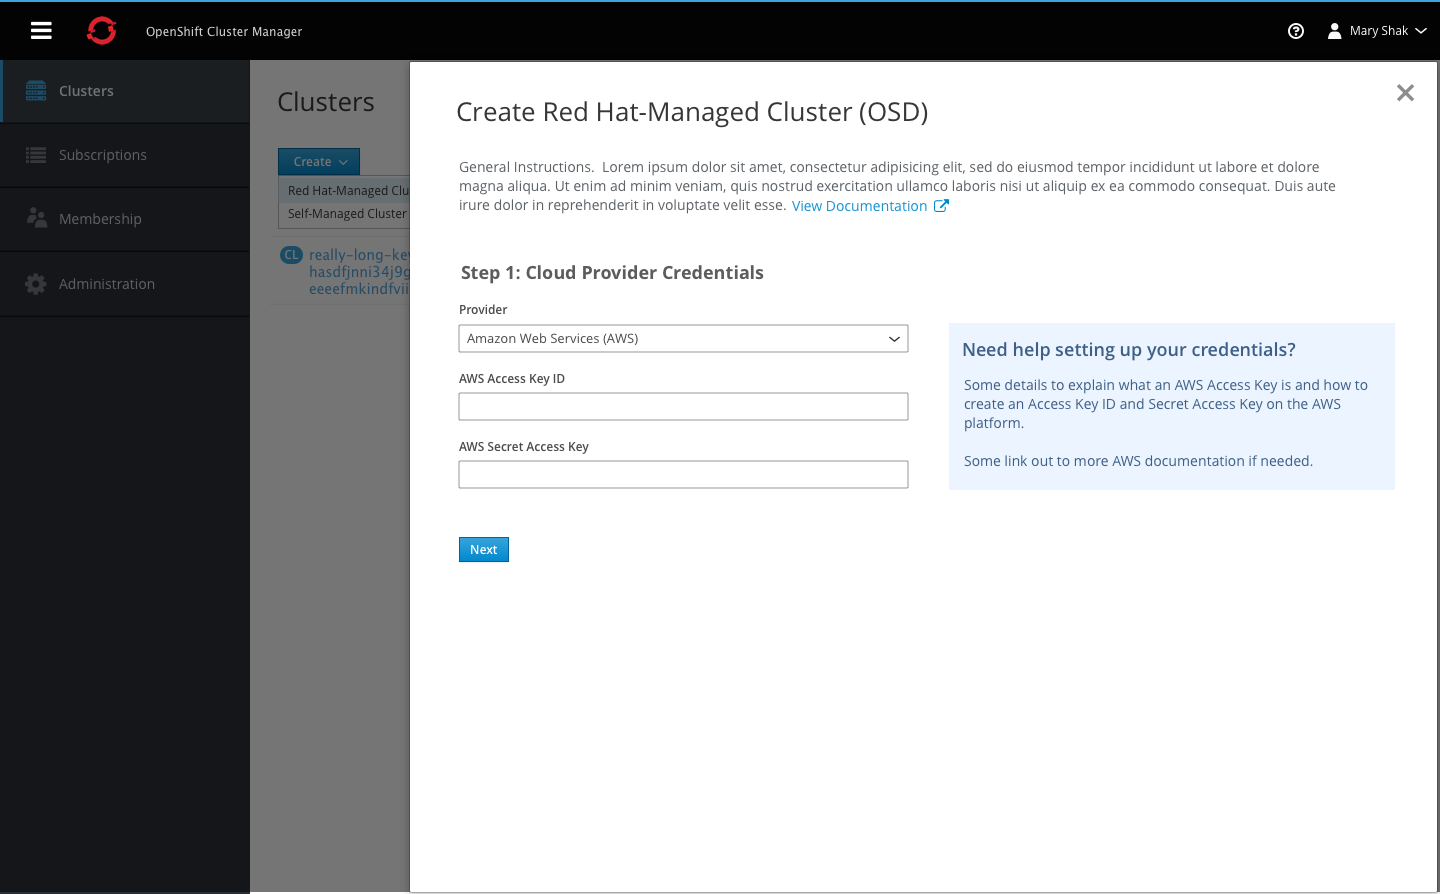 OpenShift Cluster Manager
Mary Shak
Clusters
Subscriptions
Membership
Administration
Clusters
Create
Red Hat-Managed Clu
Self-Managed Cluster
CL
really-long-ke
hasdfjnni34j9g
eeeefmkindfvii
Create Red Hat-Managed Cluster (OSD)
General Instructions. Lorem ipsum dolor sit amet, consectetur adipisicing elit, sed do eiusmod tempor incididunt ut labore et dolore
magna aliqua. Ut enim ad minim veniam, quis nostrud exercitation ullamco laboris nisi ut aliquip ex ea commodo consequat. Duis aute
irure dolor in reprehenderit in voluptate velit esse. View Documentation
Step 1: Cloud Provider Credentials
Provider
Amazon Web Services (AWS)
AWS Access Key ID
AWS Secret Access Key
Next
Need help setting up your credentials?
Some details to explain what an AWS Access Key is and how to
create an Access Key ID and Secret Access Key on the AWS
platform.
Some link out to more AWS documentation if needed.